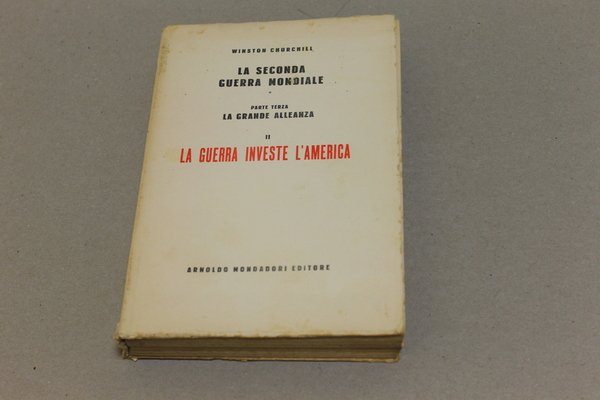 WINSTON CHURCHILL
LA SECONDA
GUERRA MONDIALE
PARTE TERZA
LA GRANDE ALLEANZA
II
LA GUERRA INVESTE L'AMERICA
ARNOLDO MONDADORI EDITORE